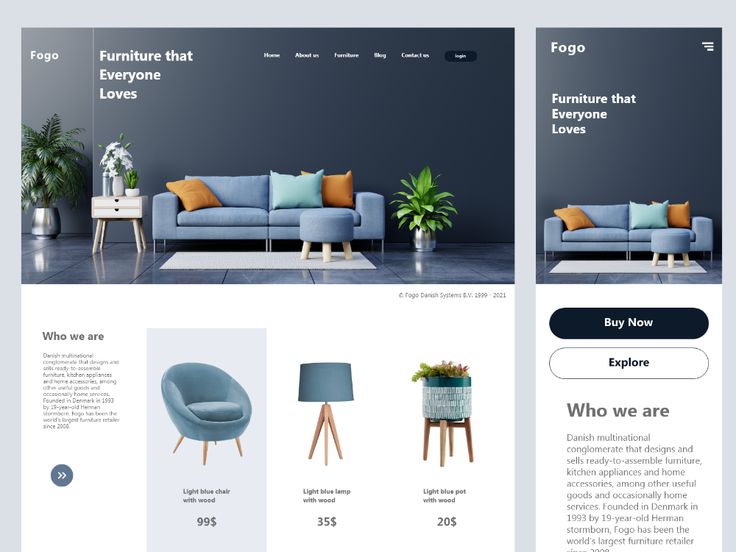 Fogo
Furniture that
Everyone
Loves
Home About us Furniture Blog Contact us login
© Fogo Danish Systems B.V. 1999 - 2021
Who we are
Danish multinational
conglomerate that designs and
sells ready-to-assemble
furniture, kitchen appliances
and home accessories, among
other useful goods and
occasionally home services.
Founded in Denmark in 1993
by 19-year-old Herman
stormborn, Fogo has been the
world's largest furniture retailer
since 2008.
Light blue chair
with wood
99$
Light blue lamp
with wood
35$
Light blue pot
with wood
20$
Fogo
Furniture that
Everyone
Loves
Buy Now
Explore
Who we are
Danish multinational
conglomerate that designs and
sells ready-to-assemble furniture,
kitchen appliances and home
accessories, among other useful
goods and occasionally home
services. Founded in Denmark in
1993 by 19-year-old Herman
stormborn, Fogo has been the
world's largest furniture retailer
since 2008.